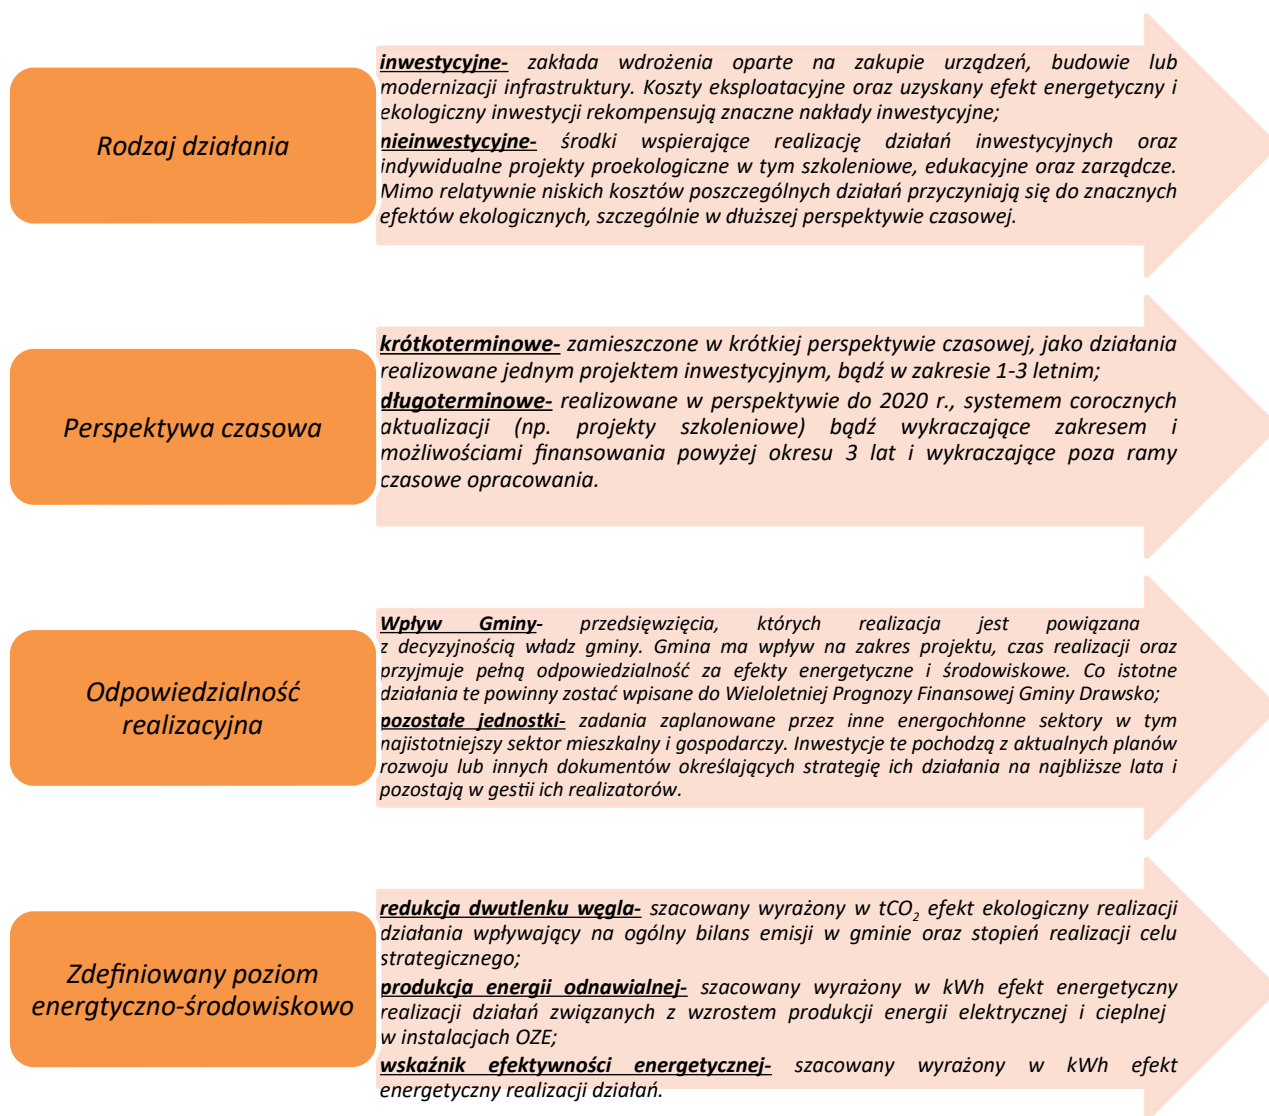 Rodzaj działania
inwestycyjne- zakłada wdrożenia oparte na zakupie urządzeń, budowie lub
modernizacji infrastruktury. Koszty eksploatacyjne oraz uzyskany efekt energetyczny i
ekologiczny inwestycji rekompensują znaczne nakłady inwestycyjne;
nieinwestycyjne- środki wspierające realizację działań inwestycyjnych oraz
indywidualne projekty proekologiczne w tym szkoleniowe, edukacyjne oraz zarządcze.
Mimo relatywnie niskich kosztów poszczególnych działań przyczyniają się do znacznych
efektów ekologicznych, szczególnie w dłuższej perspektywie czasowej.
Perspektywa czasowa
krótkoterminowe- zamieszczone w krótkiej perspektywie czasowej, jako działania
realizowane jednym projektem inwestycyjnym, bądź w zakresie 1-3 letnim;
długoterminowe- realizowane w perspektywie do 2020 r., systemem corocznych
aktualizacji (np. projekty szkoleniowe) bądź wykraczające zakresem i
możliwościami finansowania powyżej okresu 3 lat i wykraczające poza ramy
czasowe opracowania.
Odpowiedzialność
realizacyjna
Wpływ Gminy- przedsięwzięcia, których realizacja jest powiązana
z decyzyjnością władz gminy. Gmina ma wpływ na zakres projektu, czas realizacji oraz
przyjmuje pełną odpowiedzialność za efekty energetyczne i środowiskowe. Co istotne
działania te powinny zostać wpisane do Wieloletniej Prognozy Finansowej Gminy Drawsko;
pozostałe jednostki- zadania zaplanowane przez inne energochłonne sektory w tym
najistotniejszy sektor mieszkalny i gospodarczy. Inwestycje te pochodzą z aktualnych planów
rozwoju lub innych dokumentów określających strategię ich działania na najbliższe lata i
pozostają w gestii ich realizatorów.
Zdefiniowany poziom
energtyczno-środowiskowo
redukcja dwutlenku węgla- szacowany wyrażony w tCO₂ efekt ekologiczny realizacji
działania wpływający na ogólny bilans emisji w gminie oraz stopień realizacji celu
strategicznego;
produkcja energii odnawialnej- szacowany wyrażony w kWh efekt energetyczny
realizacji działań związanych z wzrostem produkcji energii elektrycznej i cieplnej
w instalacjach OZE;
wskaźnik efektywności energetycznej- szacowany wyrażony w kWh efekt
energetyczny realizacji działań.